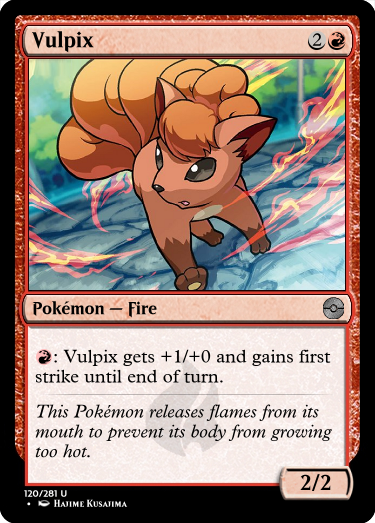 Vulpix 2
Pokémon — Fire
: Vulpix gets +1/+0 and gains first
strike until end of turn.
This Pokémon releases flames from its
mouth to prevent its body from growing
too hot.
2/2
120/281 U
• Hajime Kusajima